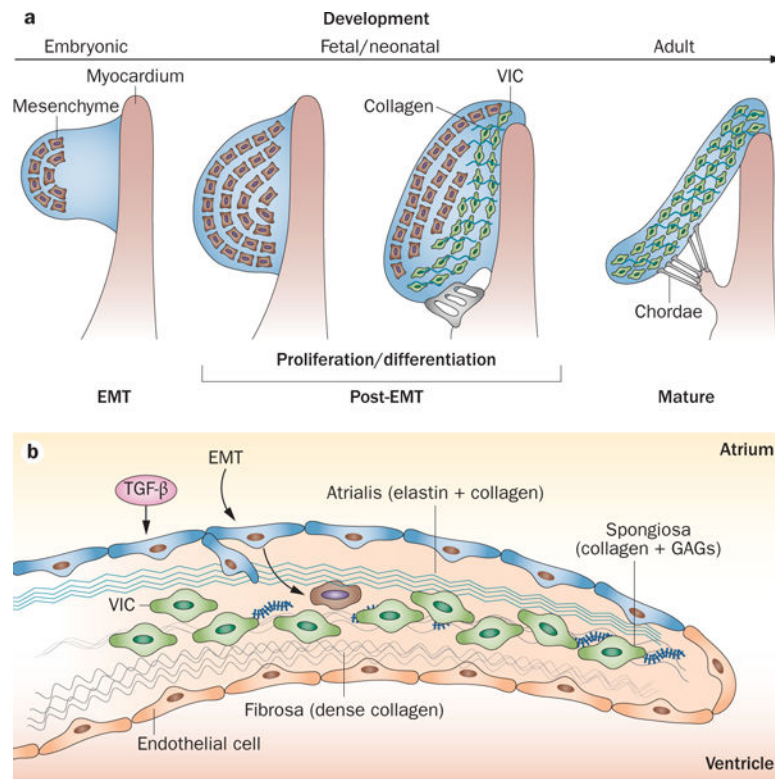 a
Development
Embryonic
Fetal/neonatal
Adult
Myocardium
Mesenchyme
Collagen
VIC
Chordae
Proliferation/differentiation
EMT
Post-EMT
Mature
b
Atrium
EMT
TGF-β
Atrialis (elastin + collagen)
Spongiosa
(collagen + GAGs)
VIC
Fibrosa (dense collagen)
Endothelial cell
Ventricle